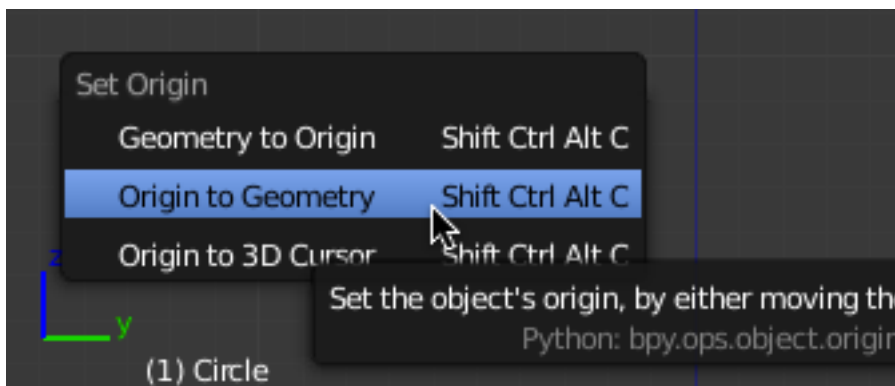 Set Origin
Geometry to Origin Shift Ctrl Alt C
Origin to Geometry Shift Ctrl Alt C
Origin to 3D Cursor Shift Ctrl Alt C
z
Set the object's origin, by either moving the
y
Python: bpy.ops.object.origin
(1) Circle